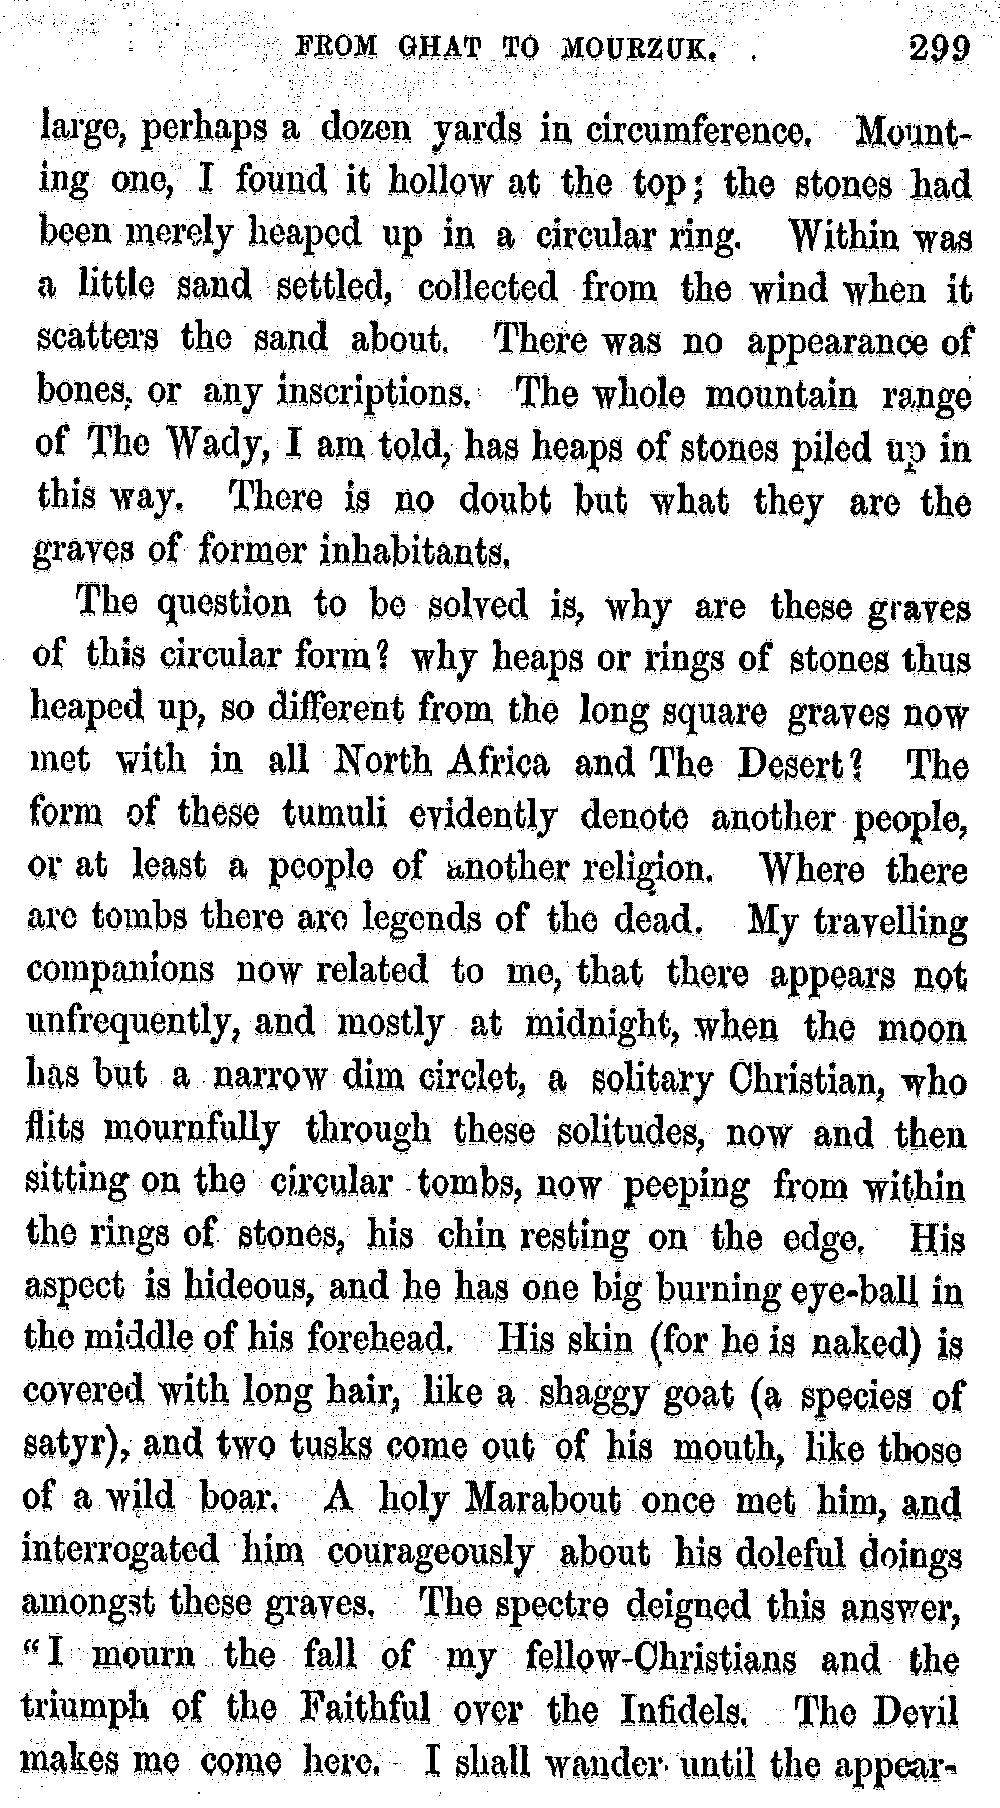 FROM GHAT TO MOURZUK. 299
large, perhaps a dozen yards in circumference. Mount-
ing one, I found it hollow at the top; the stones had
been merely heaped up in a circular ring. Within was
a little sand settled, collected from the wind when it
scatters the sand about. There was no appearance of
bones, or any inscriptions. The whole mountain range
of The Wady, I am told, has heaps of stones piled up in
this way. There is no doubt but what they are the
graves of former inhabitants.
The question to be solved is, why are these graves
of this circular form? why heaps or rings of stones thus
heaped up, so different from the long square graves now
met with in all North Africa and The Desert? The
form of these tumuli evidently denote another people,
or at least a people of another religion. Where there
are tombs there are legends of the dead. My travelling
companions now related to me, that there appears not
unfrequently, and mostly at midnight, when the moon
has but a narrow dim circlet, a solitary Christian, who
flits mournfully through these solitudes, now and then
sitting on the circular tombs, now peeping from within
the rings of stones, his chin resting on the edge. His
aspect is hideous, and he has one big burning eye-ball in
the middle of his forehead. His skin (for he is naked) is
covered with long hair, like a shaggy goat (a species of
satyr), and two tusks come out of his mouth, like those
of a wild boar. A holy Marabout once met him, and
interrogated him courageously about his doleful doings
amongst these graves. The spectre deigned this answer,
"I mourn the fall of my fellow-Christians and the
triumph of the Faithful over the Infidels. The Devil
makes me come here. I shall wander until the appear-